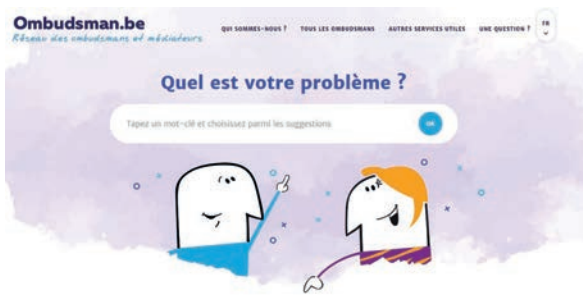 Ombudsman.be
Réseau des ombudsmans et médiateurs
QUI SOMMES-NOUS ? TOUS LES OMBUDSMANS AUTRES SERVICES UTILES UNE QUESTION ? FR
Quel est votre problème ?
Tapez un mot-clé et choisissez parmi les suggestions OK